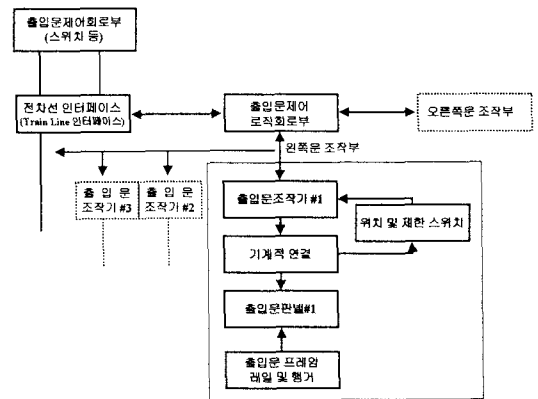 출입문제어회로부
(스위치 등)
전차선 인터페이스
(Train Line 인터페이스)
출입문제어
로직회로부
오른쪽문 조작부
왼쪽문 조작부
출 입 문
조작기 #3
출 입 문
조작기 #2
출입문조작기 #1
위치 및 제한 스위치
기계적 연결
출입문판넬#1
출입문 프레암
레일 및 행거